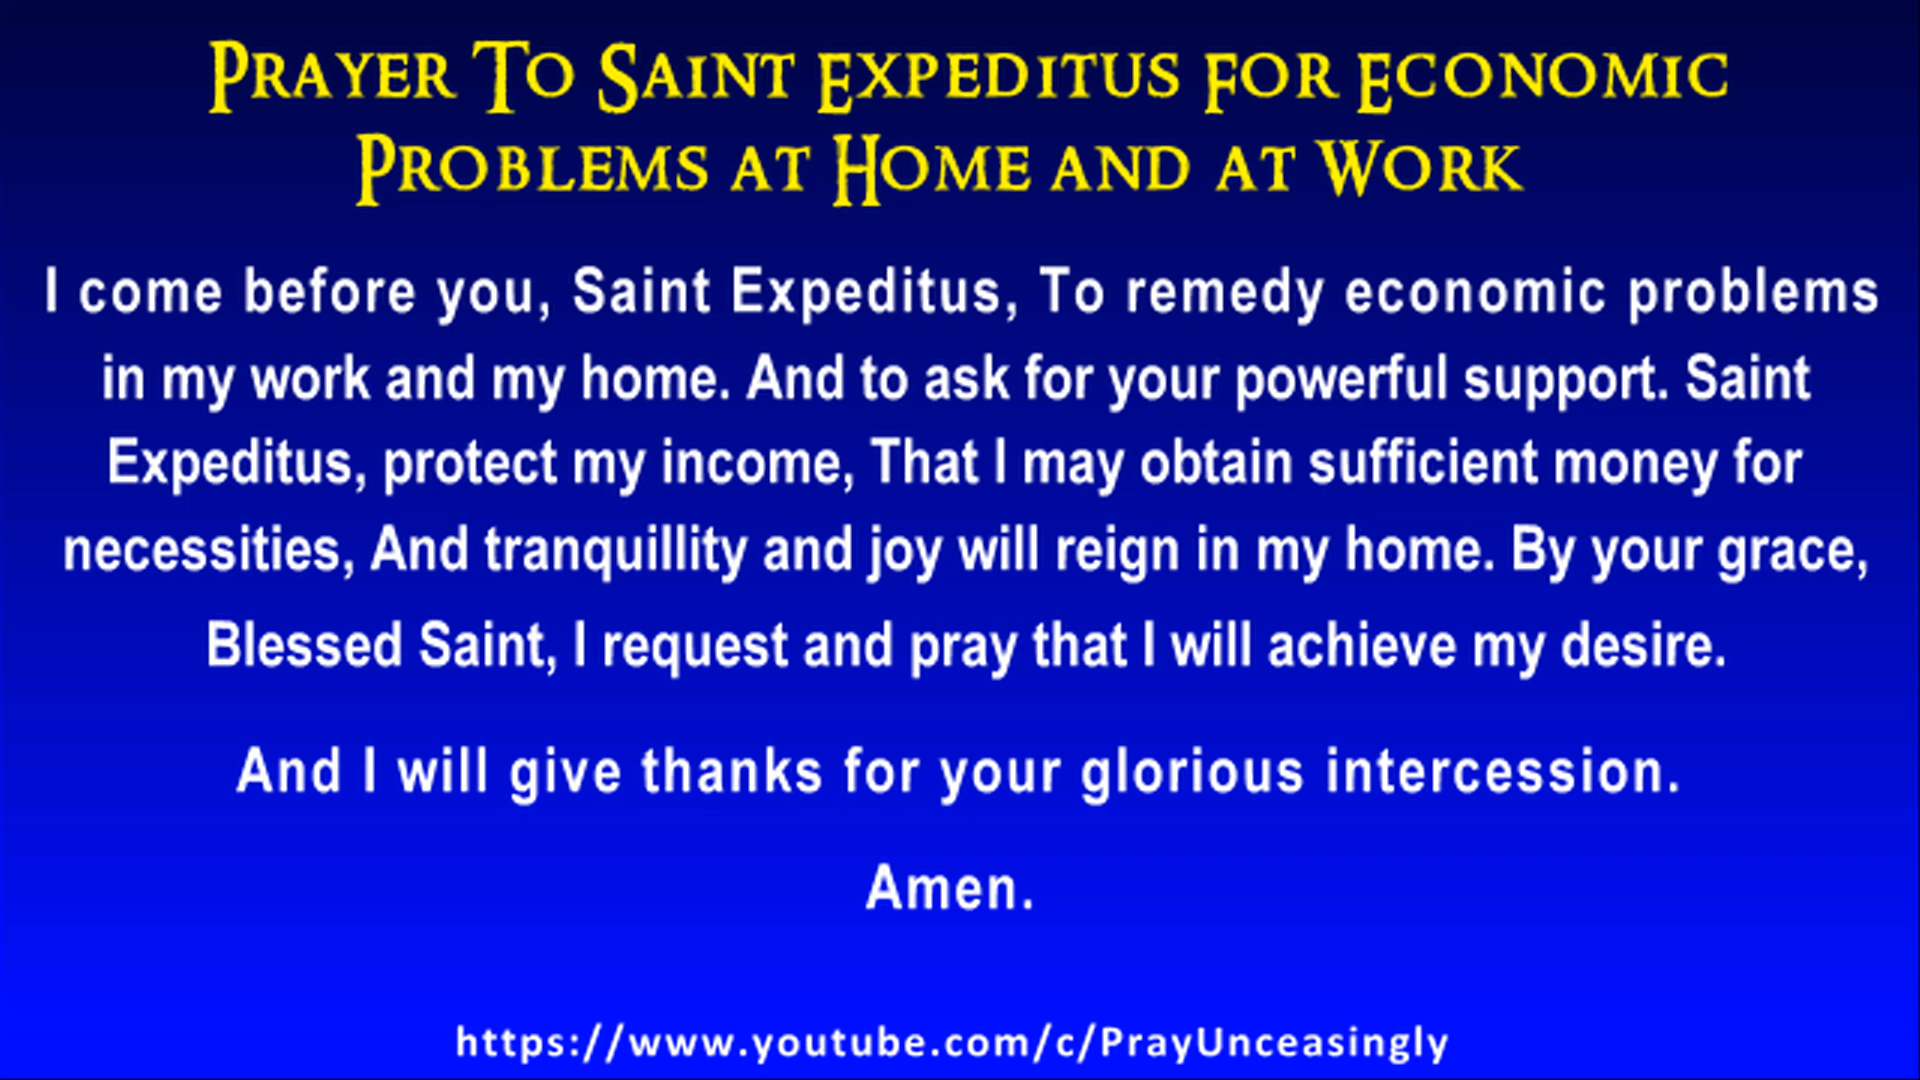 Prayer To Saint Expeditus For Economic
Problems at Home and at Work
I come before you, Saint Expeditus, To remedy economic problems
in my work and my home. And to ask for your powerful support. Saint
Expeditus, protect my income, That I may obtain sufficient money for
necessities, And tranquillity and joy will reign in my home. By your grace,
Blessed Saint, I request and pray that I will achieve my desire.
And I will give thanks for your glorious intercession.
Amen.
https://www.youtube.com/c/PrayUnceasingly